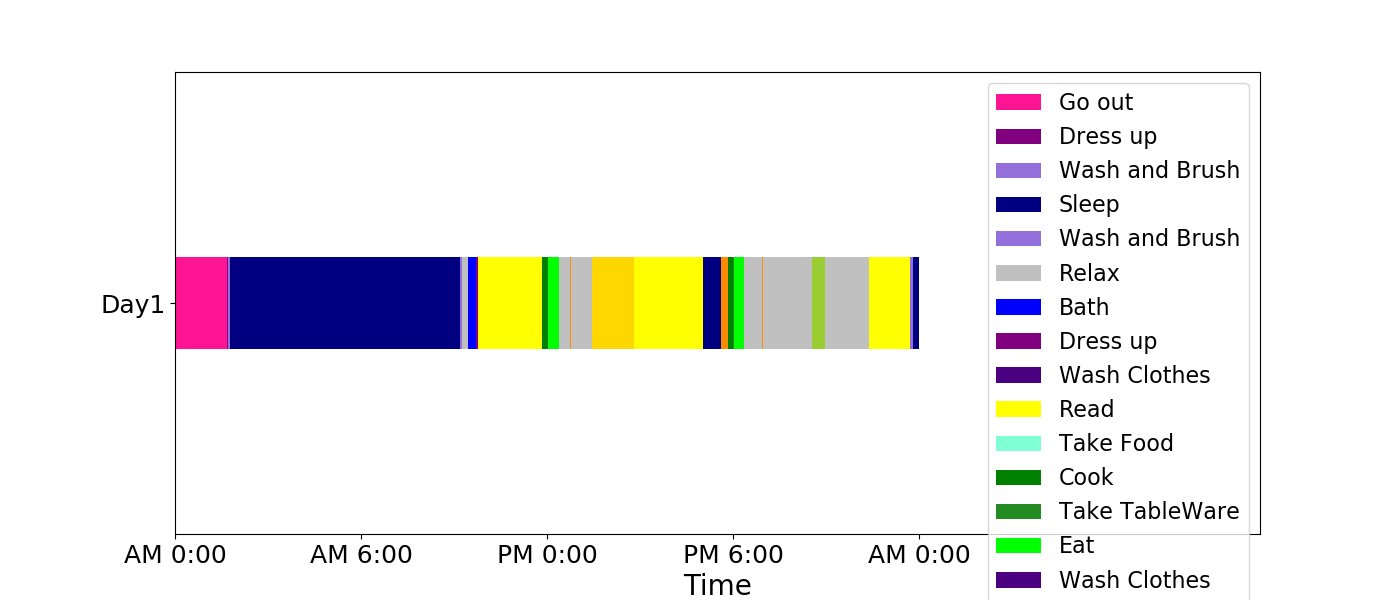 Go out
Dress up
Wash and Brush
Sleep
Wash and Brush
Relax
Bath
Dress up
Wash Clothes
Read
Take Food
Cook
Take TableWare
Eat
Wash Clothes
Day1
AM 0:00 AM 6:00 PM 0:00 PM 6:00 AM 0:00
Time